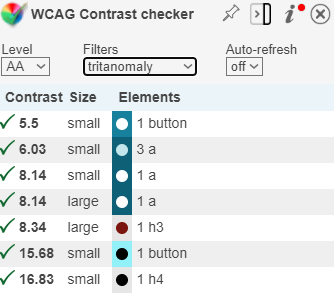 WCAG Contrast checker
Level Filters Auto-refresh
AA tritanomaly off
Contrast Size Elements
5.5 small 1 button
6.03 small 3 a
8.14 small 1 a
8.14 large 1 a
8.34 large 1 h3
15.68 small 1 button
16.83 small 1 h4